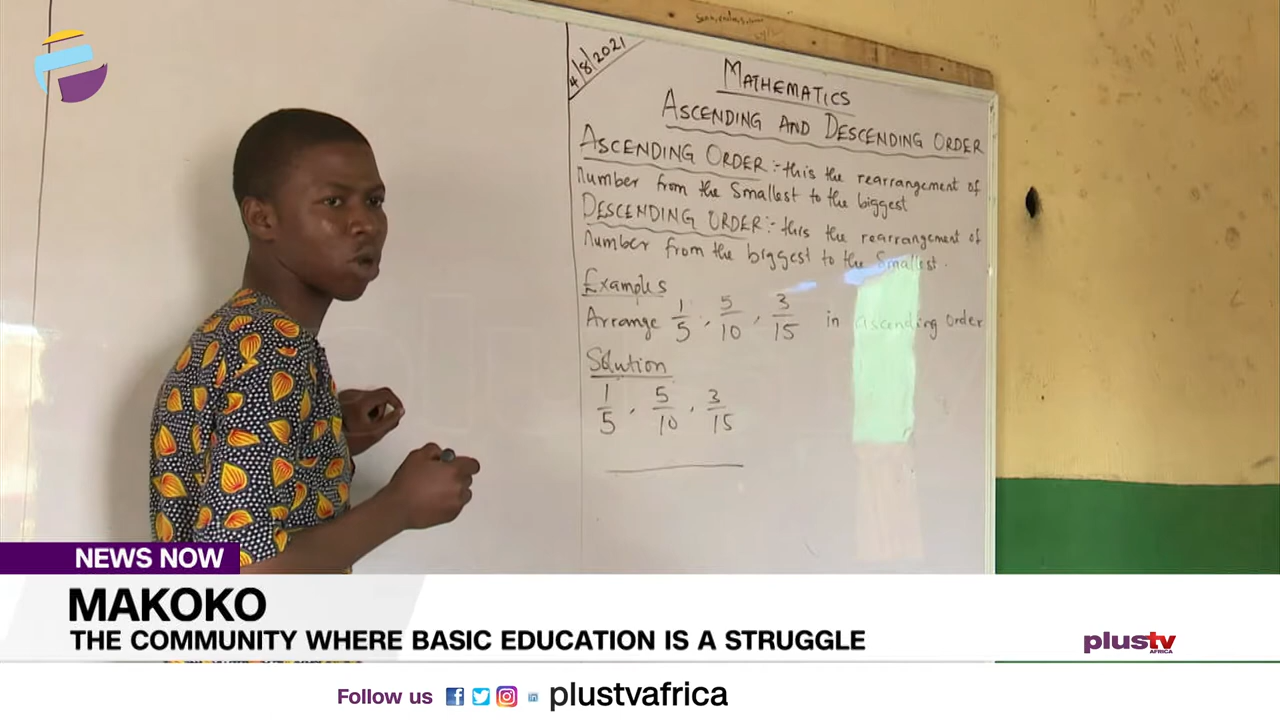 4/8/2021
MATHEMATICS
ASCENDING AND DESCENDING ORDER
ASCENDING ORDER:- this the rearrangement of
number from the smallest to the biggest
DESCENDING ORDER:- this the rearrangement of
number from the biggest to the smallest.
Examples
Arrange 1/5, 5/10, 3/15 in ascending order
Solution
1/5, 5/10, 3/15
NEWS NOW
MAKOKO
THE COMMUNITY WHERE BASIC EDUCATION IS A STRUGGLE
plustv
AFRICA
Follow us plustvafrica